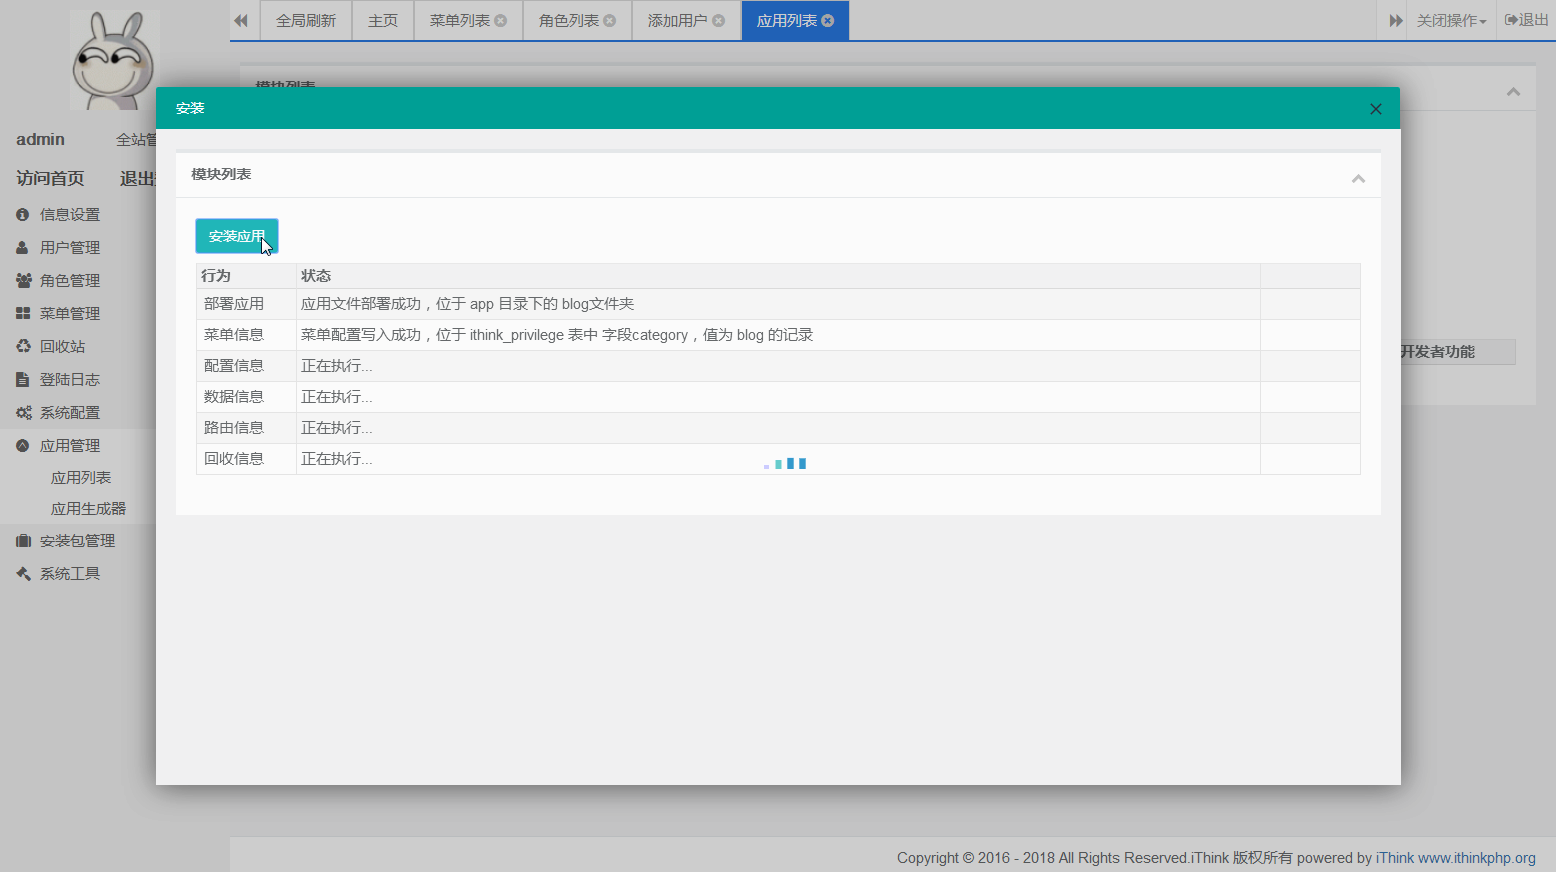 全局刷新 主页 菜单列表 角色列表 添加用户 应用列表 关闭操作 退出
模块列表
安装
admin 全站管
模块列表
访问首页 退出
信息设置
安装应用
用户管理
行为 状态
角色管理
部署应用 应用文件部署成功，位于 app 目录下的 blog文件夹
菜单管理
菜单信息 菜单配置写入成功，位于 ithink_privilege 表中 字段category，值为 blog 的记录
回收站
开发者功能
配置信息 正在执行...
登陆日志
数据信息 正在执行...
系统配置
路由信息 正在执行...
应用管理
回收信息 正在执行...
应用列表
应用生成器
安装包管理
系统工具
Copyright © 2016 - 2018 All Rights Reserved.iThink 版权所有 powered by iThink www.ithinkphp.org